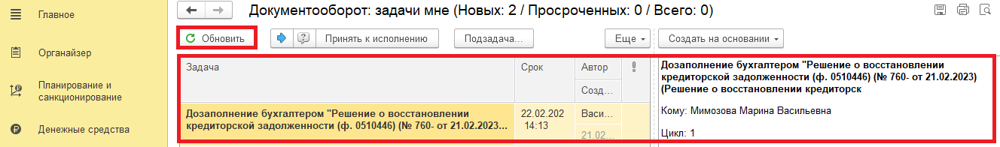 Главное
Органайзер
Планирование и
санкционирование
Денежные средства
Документооборот: задачи мне (Новых: 2 / Просроченных: 0 / Всего: 0)
Обновить
Принять к исполнению
Подзадача...
Еще
Создать на основании
Задача
Срок
Автор
Созд...
Дозаполнение бухгалтером "Решение о восстановлении
кредиторской задолженности (ф. 0510446) (№ 760- от 21.02.2023...
22.02.202
14:13
Васи...
21.02...
Дозаполнение бухгалтером "Решение о восстановлении
кредиторской задолженности (ф. 0510446) (№ 760- от 21.02.2023)
(Решение о восстановлении кредиторск
Кому: Мимозова Марина Васильевна
Цикл: 1